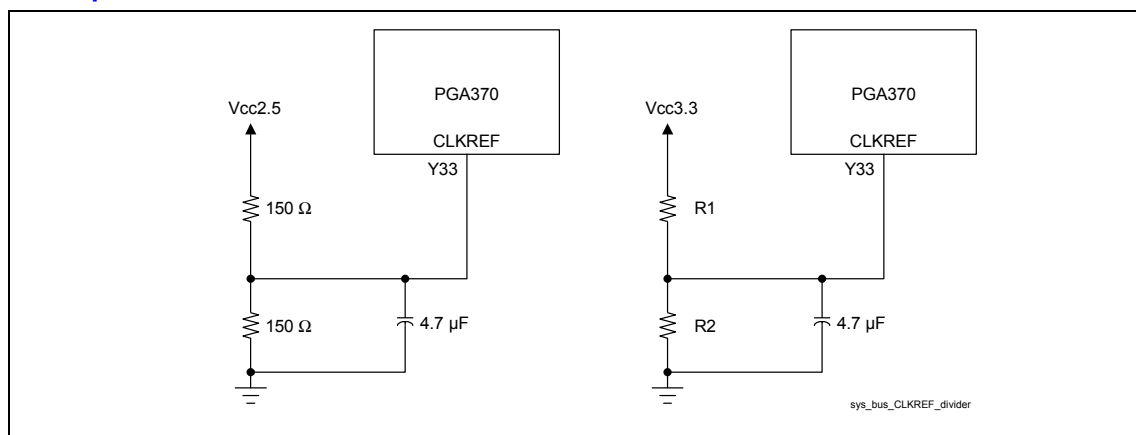 PGA370
CLKREF
Y33
Vcc2.5
150 Ω
150 Ω
4.7 µF
PGA370
CLKREF
Y33
Vcc3.3
R1
R2
4.7 µF
sys_bus_CLKREF_divider